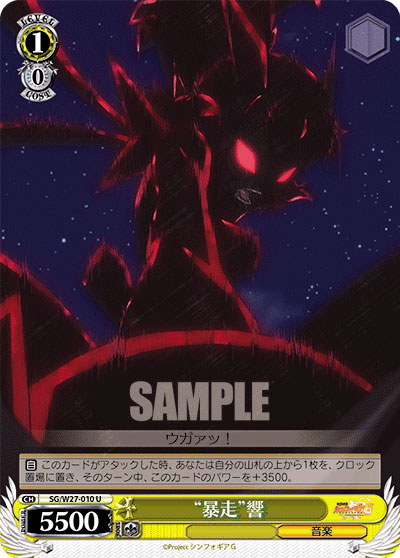 LEVEL
1
0
COST
SAMPLE
ウガァッ！
このカードがアタックした時、あなたは自分の山札の上から1枚を、クロック
置場に置き、そのターン中、このカードのパワーを＋3500。
CH SG/W27-010 U
5500
“暴走”響
音楽
©Project シンフォギアG